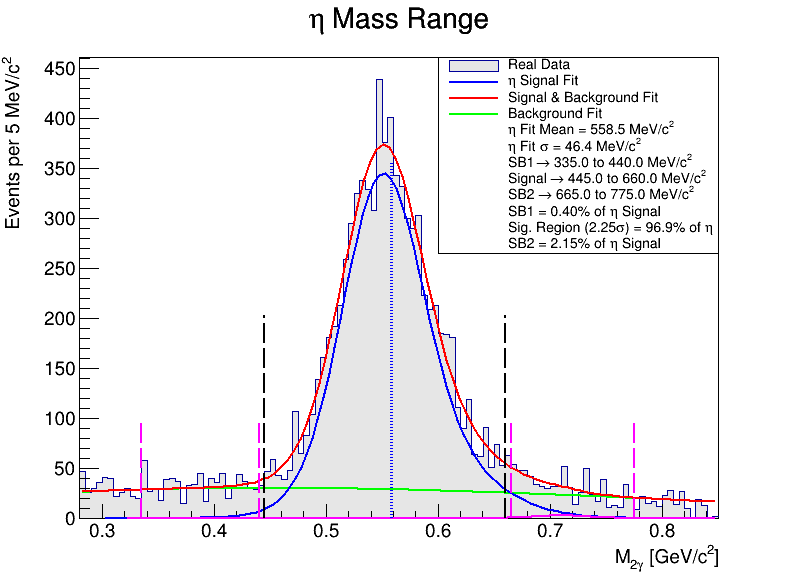 η Mass Range
Events per 5 MeV/c²
450
400
350
300
250
200
150
100
50
0
Real Data
η Signal Fit
Signal & Background Fit
Background Fit
η Fit Mean = 558.5 MeV/c²
η Fit σ = 46.4 MeV/c²
SB1 → 335.0 to 440.0 MeV/c²
Signal → 445.0 to 660.0 MeV/c²
SB2 → 665.0 to 775.0 MeV/c²
SB1 = 0.40% of η Signal
Sig. Region (2.25σ) = 96.9% of η
SB2 = 2.15% of η Signal
0.3 0.4 0.5 0.6 0.7 0.8
M₂γ [GeV/c²]